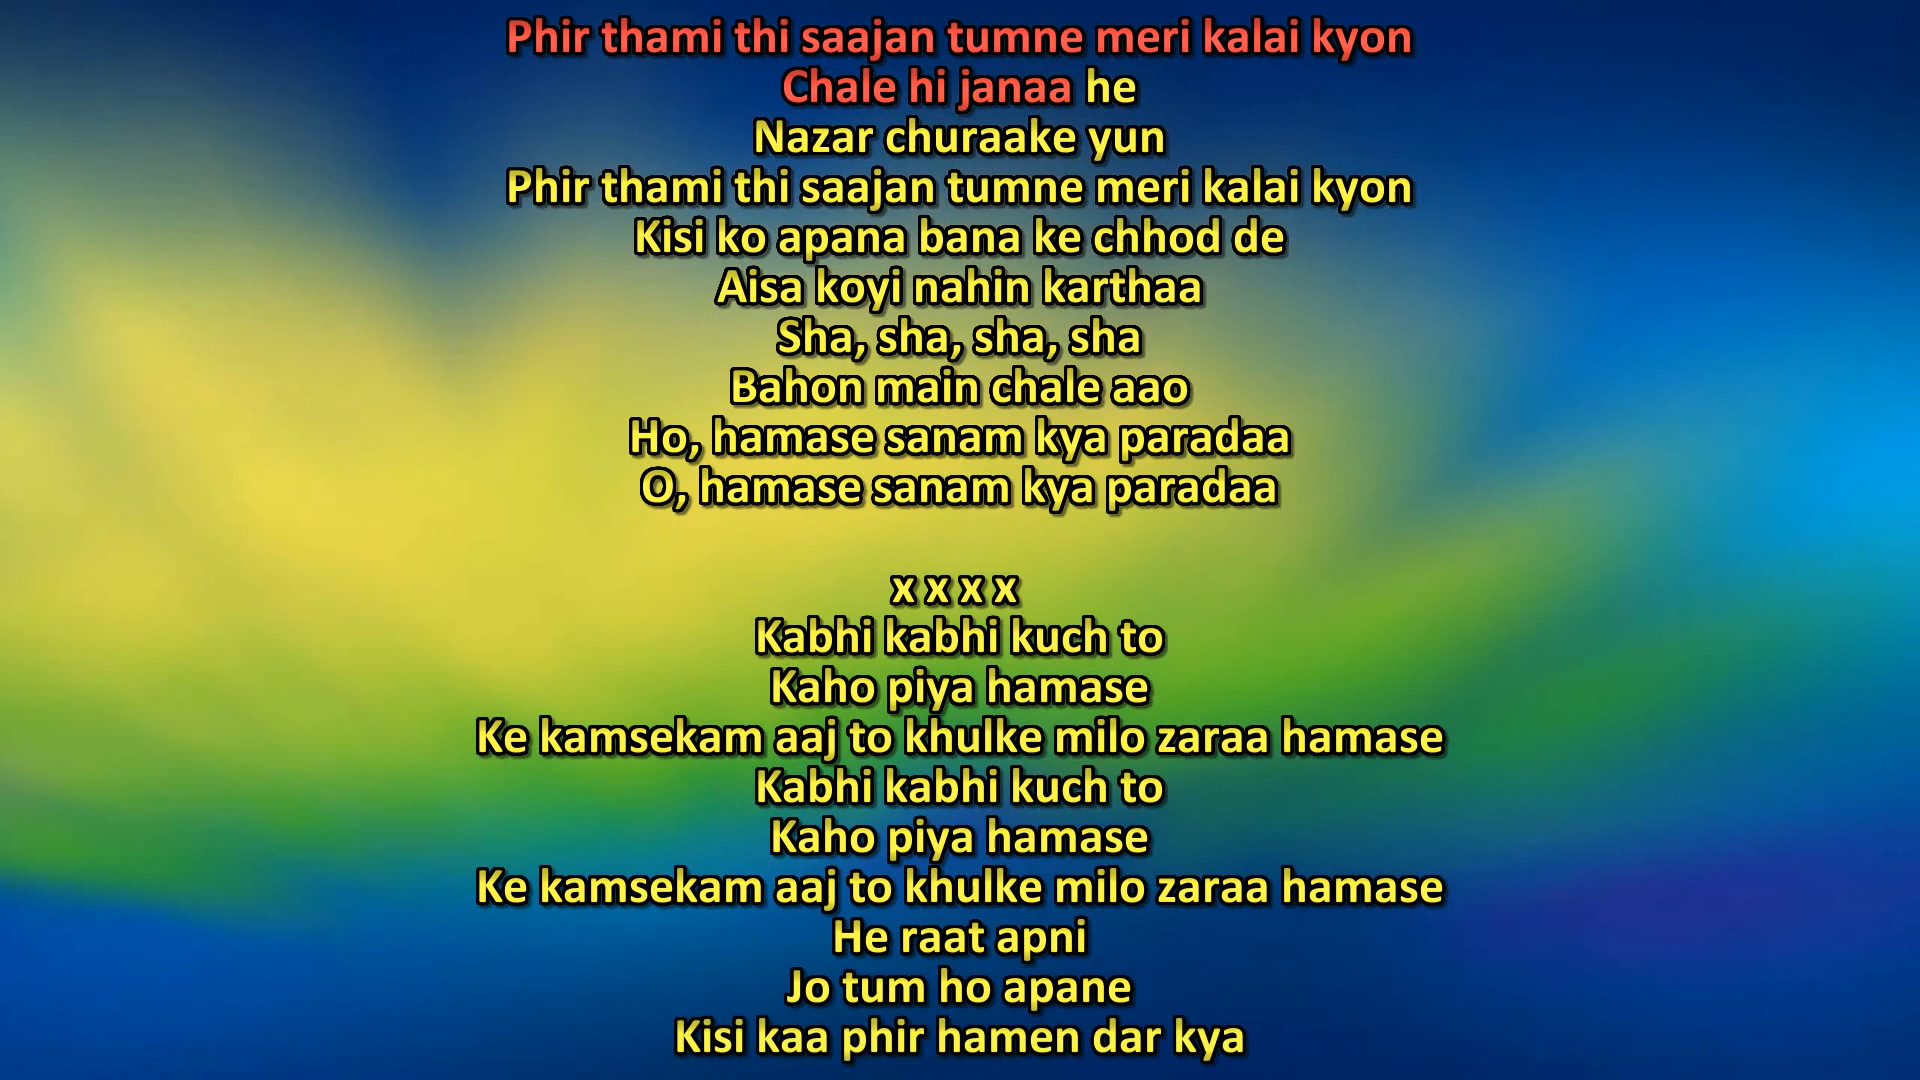 Phir thami thi saajan tumne meri kalai kyon
Chale hi janaa he
Nazar churaake yun
Phir thami thi saajan tumne meri kalai kyon
Kisi ko apana bana ke chhod de
Aisa koyi nahin karthaa
Sha, sha, sha, sha
Bahon main chale aao
Ho, hamase sanam kya paradaa
O, hamase sanam kya paradaa
x x x x
Kabhi kabhi kuch to
Kaho piya hamase
Ke kamsekam aaj to khulke milo zaraa hamase
Kabhi kabhi kuch to
Kaho piya hamase
Ke kamsekam aaj to khulke milo zaraa hamase
He raat apni
Jo tum ho apane
Kisi kaa phir hamen dar kya